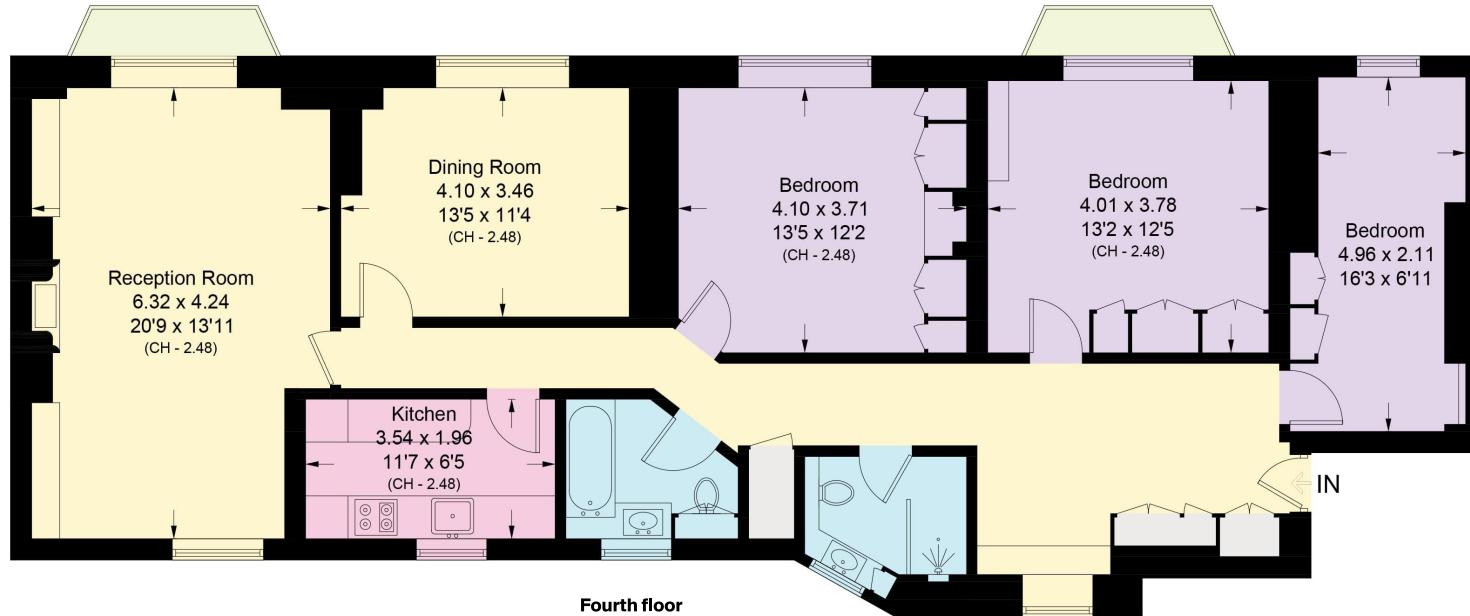 Reception Room
6.32 x 4.24
20'9 x 13'11
(CH - 2.48)
Dining Room
4.10 x 3.46
13'5 x 11'4
(CH - 2.48)
Bedroom
4.10 x 3.71
13'5 x 12'2
(CH - 2.48)
Bedroom
4.01 x 3.78
13'2 x 12'5
(CH - 2.48)
Bedroom
4.96 x 2.11
16'3 x 6'11
Kitchen
3.54 x 1.96
11'7 x 6'5
(CH - 2.48)
IN
Fourth floor